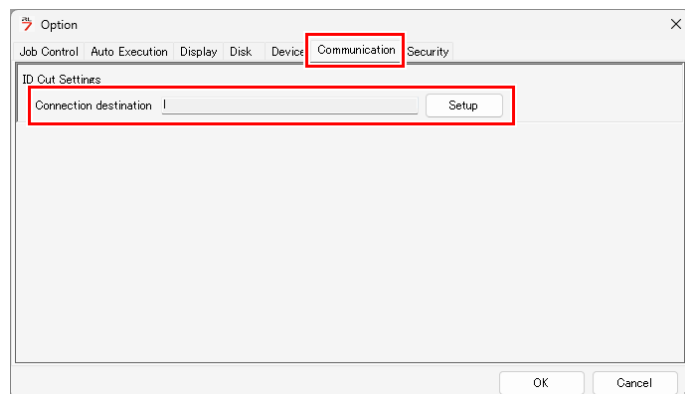 Option
Job Control Auto Execution Display Disk Device Communication Security
ID Cut Settings
Connection destination Setup
OK Cancel